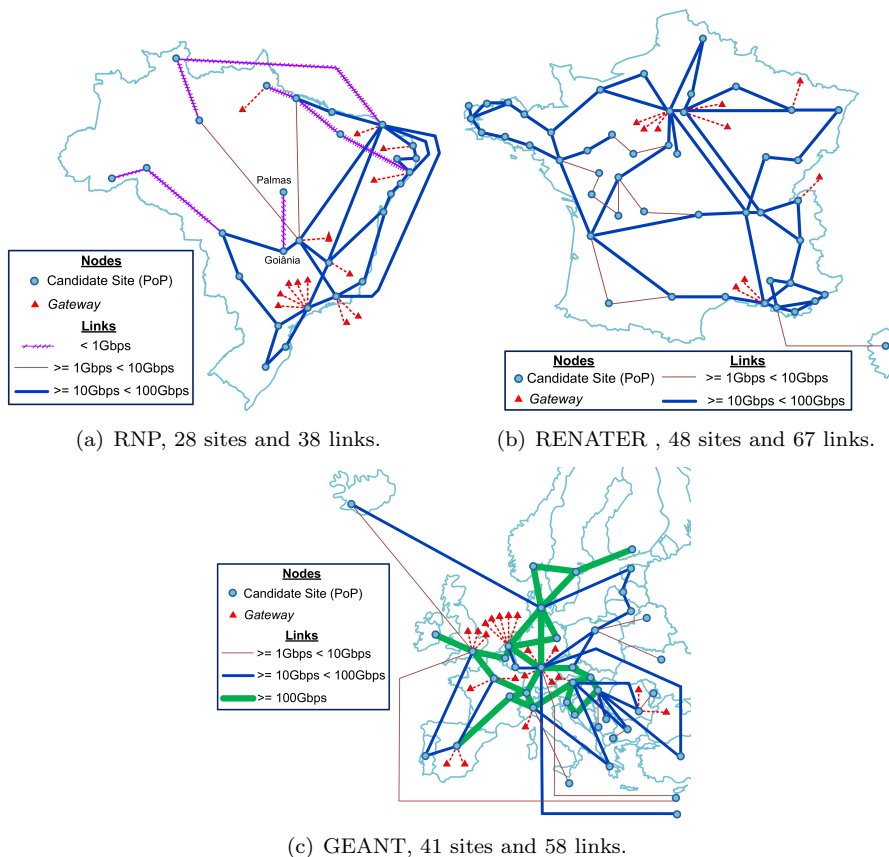 Palmas
Goiânia
Nodes
Candidate Site (PoP)
Gateway
Links
< 1Gbps
>= 1Gbps < 10Gbps
>= 10Gbps < 100Gbps
(a) RNP, 28 sites and 38 links.
Nodes Links
Candidate Site (PoP) >= 1Gbps < 10Gbps
Gateway >= 10Gbps < 100Gbps
(b) RENATER , 48 sites and 67 links.
Nodes
Candidate Site (PoP)
Gateway
Links
>= 1Gbps < 10Gbps
>= 10Gbps < 100Gbps
>= 100Gbps
(c) GEANT, 41 sites and 58 links.